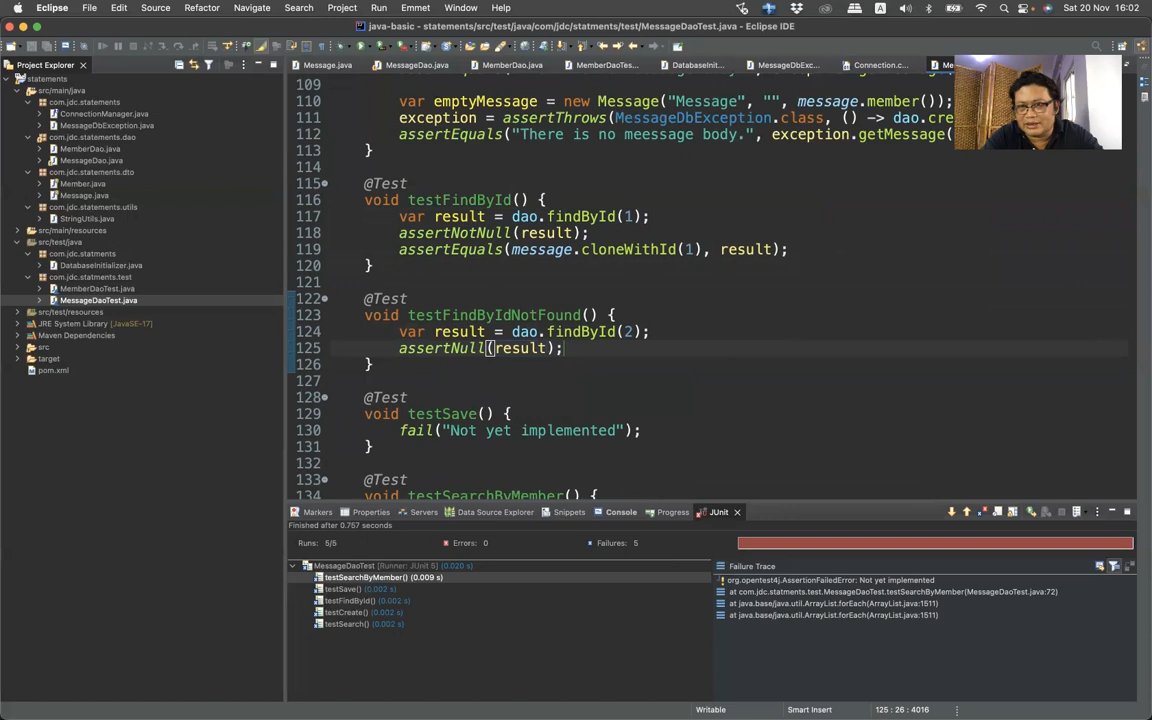 Eclipse File Edit Source Refactor Navigate Search Project Run Emmet Window Help A Sat 20 Nov 16:02
java-basic - statements/src/test/java/com/jdc/statments/test/MessageDaoTest.java - Eclipse IDE
Project Explorer
Message.java MessageDao.java MemberDao.java MemberDaoTes... DatabaseInit... MessageDbExc... Connection.c... Me
statements
src/main/java
com.jdc.statements
ConnectionManager.java
MessageDbException.java
com.jdc.statements.dao
MemberDao.java
MessageDao.java
com.jdc.statements.dto
Member.java
Message.java
com.jdc.statements.utils
StringUtils.java
src/main/resources
src/test/java
com.jdc.statments
DatabaseInitializer.java
com.jdc.statments.test
MemberDaoTest.java
MessageDaoTest.java
src/test/resources
JRE System Library [JavaSE-17]
Maven Dependencies
src
target
pom.xml
109
110 var emptyMessage = new Message("Message", "", message.member());
111 exception = assertThrows(MessageDbException.class, () -> dao.cre
112 assertEquals("There is no meessage body.", exception.getMessage(
113 }
114
115 @Test
116 void testFindById() {
117 var result = dao.findById(1);
118 assertNotNull(result);
119 assertEquals(message.cloneWithId(1), result);
120 }
121
122 @Test
123 void testFindByIdNotFound() {
124 var result = dao.findById(2);
125 assertNull(result);
126 }
127
128 @Test
129 void testSave() {
130 fail("Not yet implemented");
131 }
132
133 @Test
134 void testSearchByMember() {
Markers Properties Servers Data Source Explorer Snippets Console Progress JUnit
Finished after 0.757 seconds
Runs: 5/5 Errors: 0 Failures: 5
MessageDaoTest [Runner: JUnit 5] (0.020 s)
testSearchByMember() (0.009 s)
testSave() (0.002 s)
testFindById() (0.002 s)
testCreate() (0.002 s)
testSearch() (0.002 s)
Failure Trace
org.opentest4j.AssertionFailedError: Not yet implemented
at com.jdc.statments.test.MessageDaoTest.testSearchByMember(MessageDaoTest.java:72)
at java.base/java.util.ArrayList.forEach(ArrayList.java:1511)
at java.base/java.util.ArrayList.forEach(ArrayList.java:1511)
Writable Smart Insert 125 : 26 : 4016